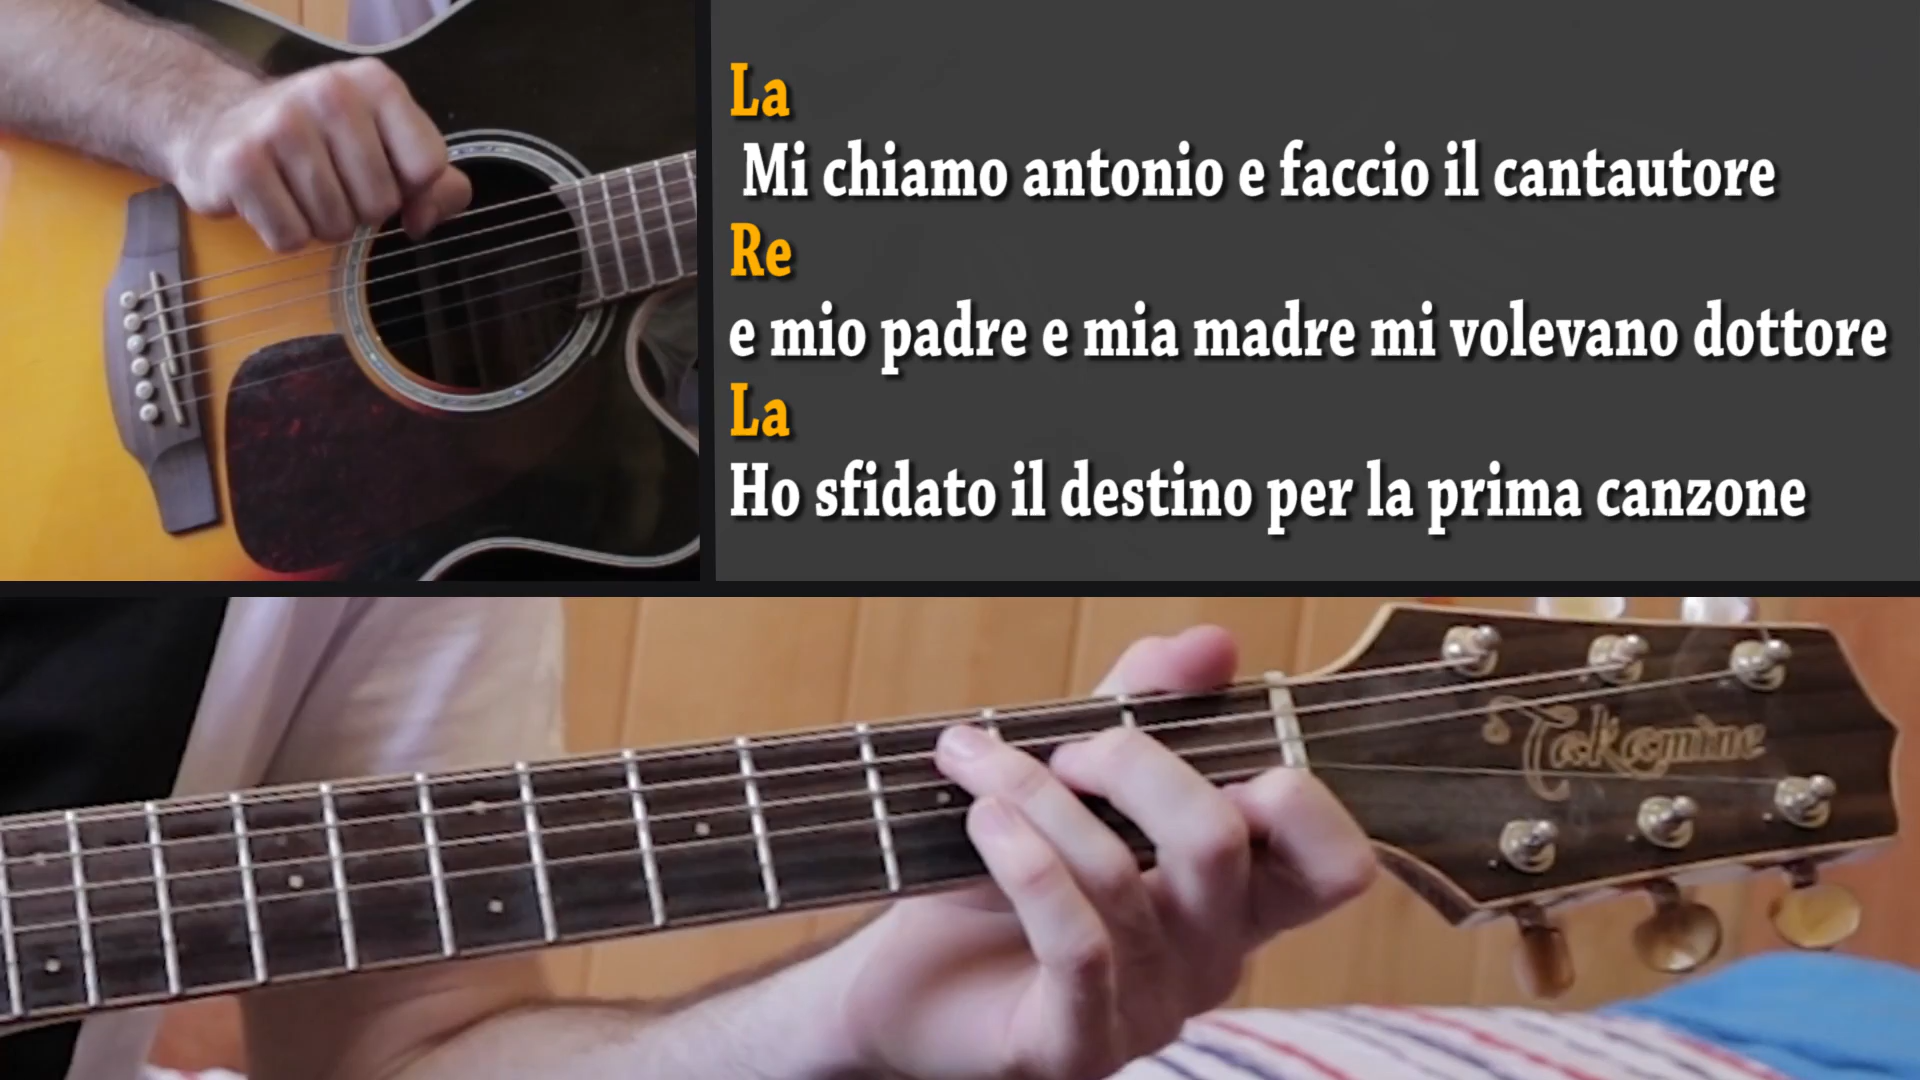 La
Mi chiamo antonio e faccio il cantautore
Re
e mio padre e mia madre mi volevano dottore
La
Ho sfidato il destino per la prima canzone
Takamine